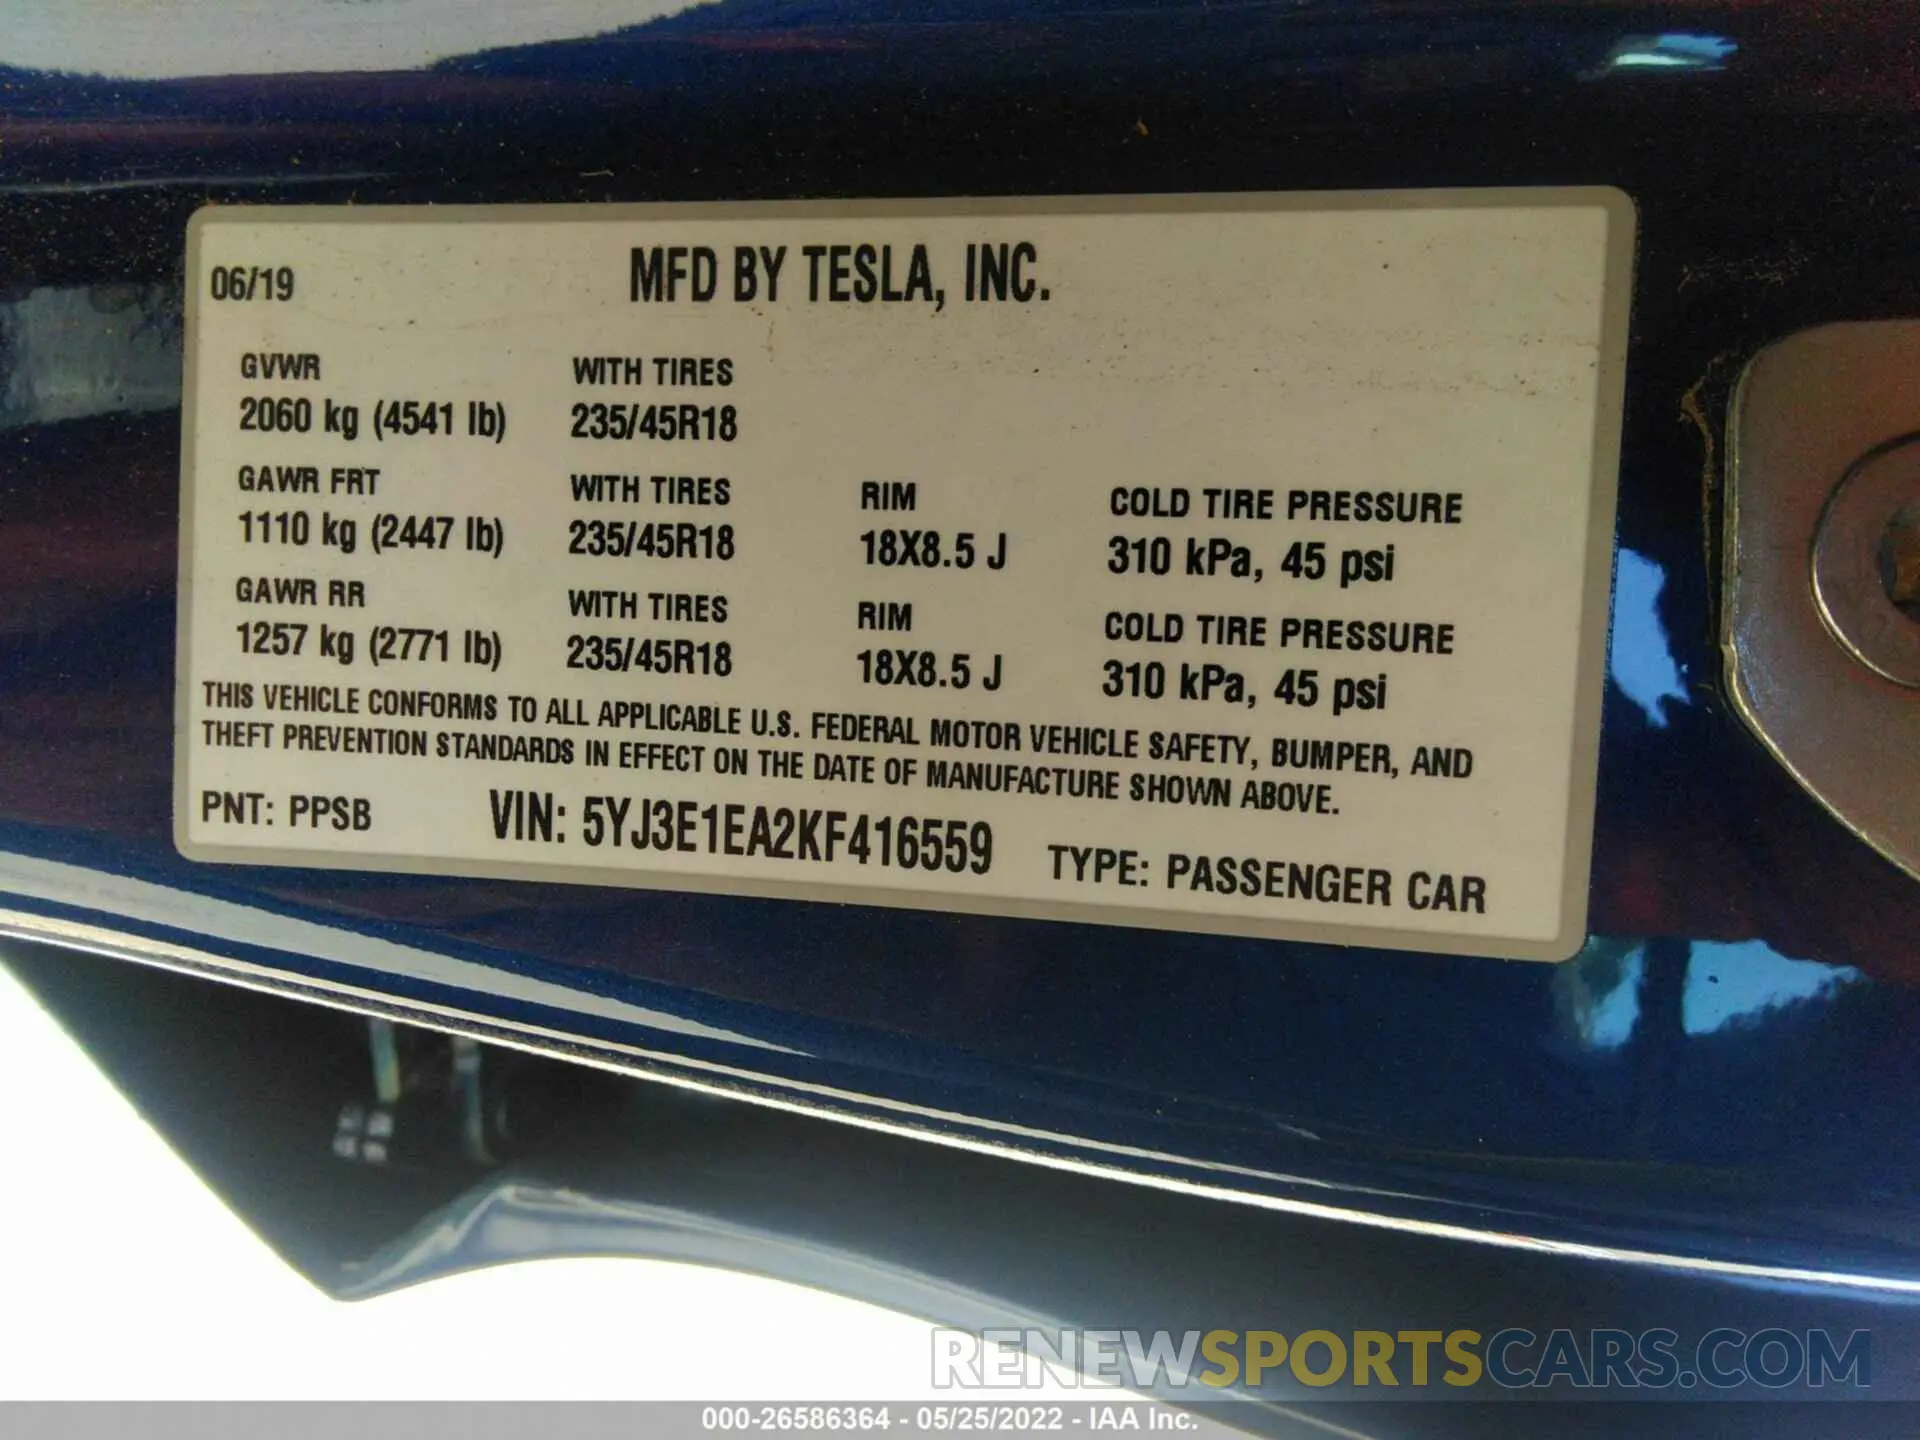 06/19
MFD BY TESLA, INC.
GVWR WITH TIRES
2060 kg (4541 lb) 235/45R18
GAWR FRT WITH TIRES RIM COLD TIRE PRESSURE
1110 kg (2447 lb) 235/45R18 18X8.5 J 310 kPa, 45 psi
GAWR RR WITH TIRES RIM COLD TIRE PRESSURE
1257 kg (2771 lb) 235/45R18 18X8.5 J 310 kPa, 45 psi
THIS VEHICLE CONFORMS TO ALL APPLICABLE U.S. FEDERAL MOTOR VEHICLE SAFETY, BUMPER, AND
THEFT PREVENTION STANDARDS IN EFFECT ON THE DATE OF MANUFACTURE SHOWN ABOVE.
PNT: PPSB VIN: 5YJ3E1EA2KF416559 TYPE: PASSENGER CAR
RENEWSPORTSCARS.COM
000-26586364 - 05/25/2022 - IAA Inc.